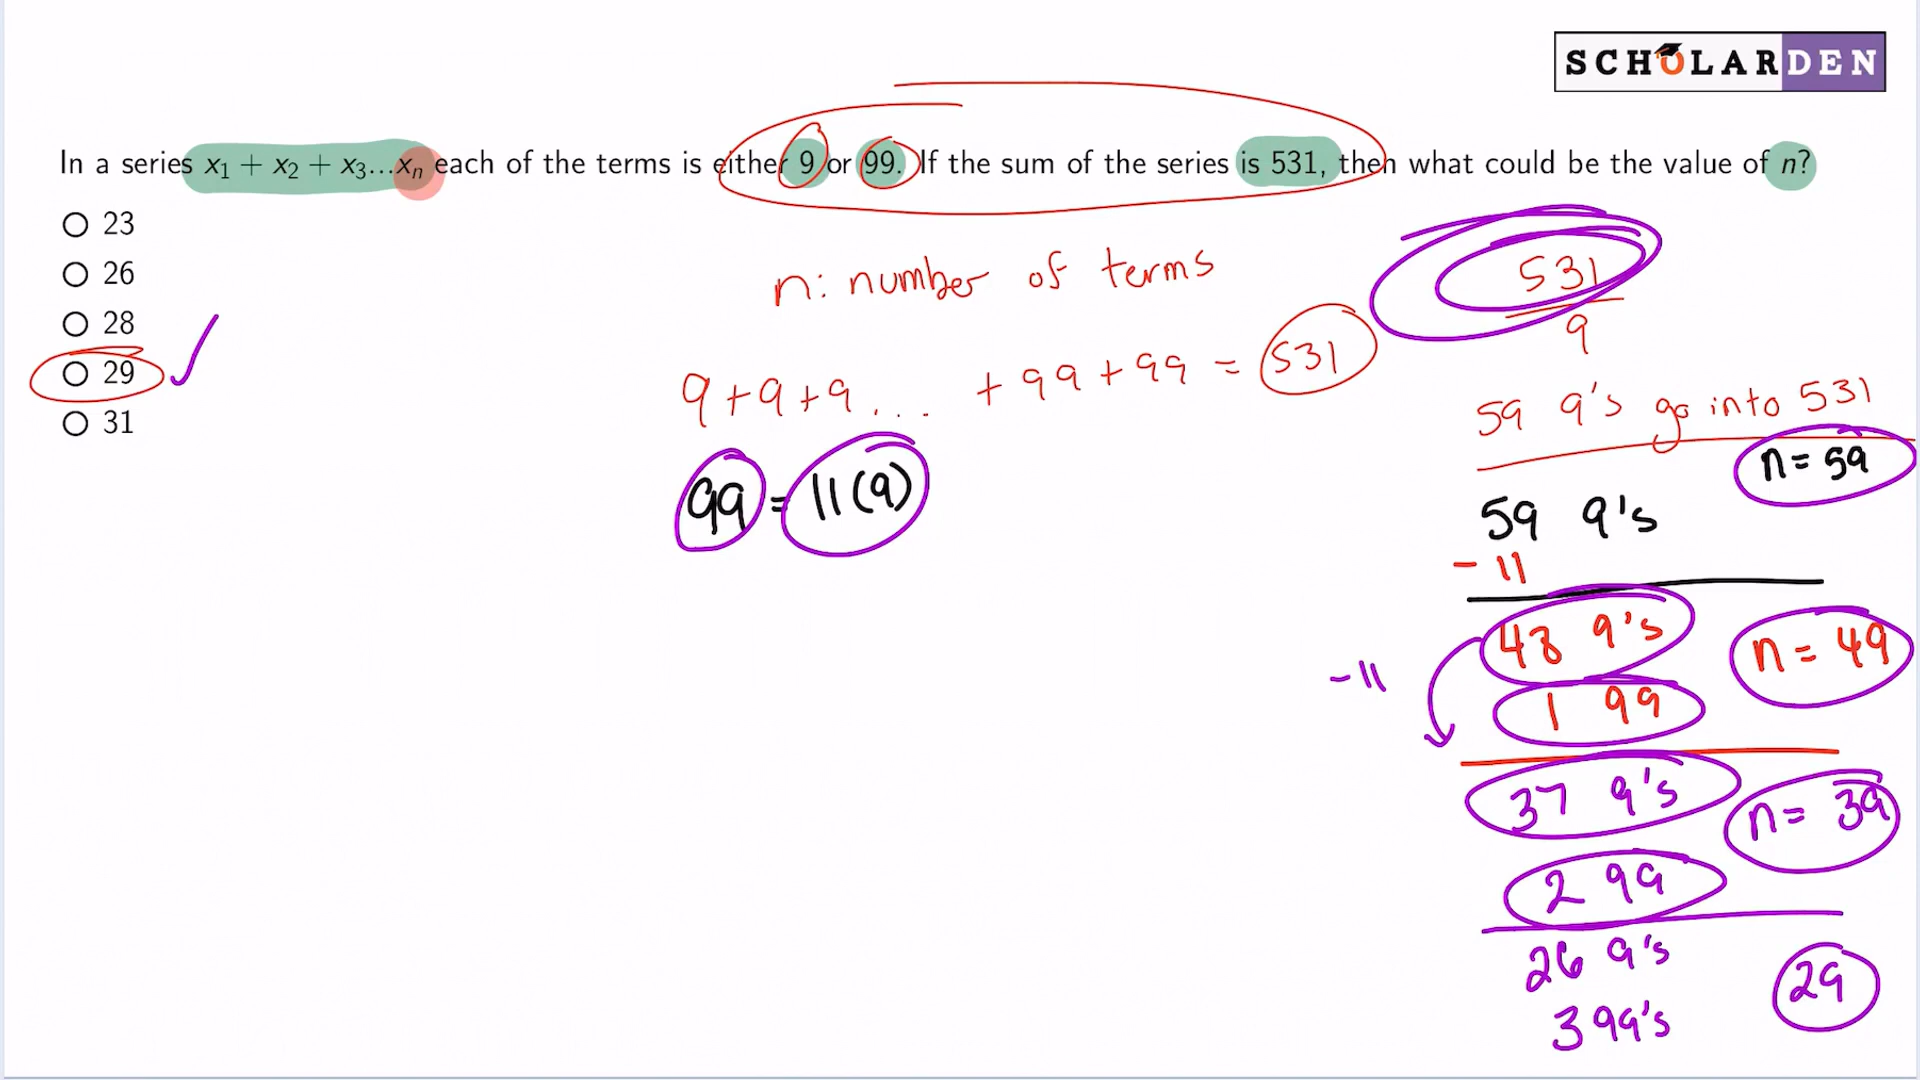 SCHOLARDEN
In a series x₁ + x₂ + x₃...xₙ each of the terms is either 9 or 99. If the sum of the series is 531, then what could be the value of n?
23
26
28
29
31
n: number of terms
531
9
9+9+9... +99+99 = 531
59 9's go into 531
99 = 11(9)
n=59
59 9's
-11
48 9's
n=49
1 99
-11
37 9's
n=39
2 99
26 9's
29
3 99's